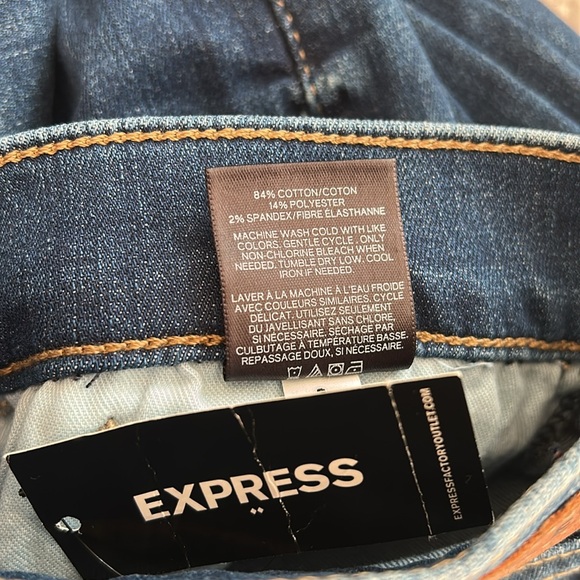 84% COTTON/COTON
14% POLYESTER
2% SPANDEX/FIBRE ÉLASTHANNE
MACHINE WASH COLD WITH LIKE
COLORS. GENTLE CYCLE . ONLY
NON-CHLORINE BLEACH WHEN
NEEDED. TUMBLE DRY LOW. COOL
IRON IF NEEDED.
LAVER À LA MACHINE À L'EAU FROIDE
AVEC COULEURS SIMILAIRES. CYCLE
DÉLICAT. UTILISEZ SEULEMENT
DU JAVELLISANT SANS CHLORE
SI NÉCESSAIRE. SÉCHAGE PAR
CULBUTAGE À TEMPÉRATURE BASSE.
REPASSAGE DOUX, SI NÉCESSAIRE.
EXPRESS
EXPRESSFACTORYOUTLET.COM